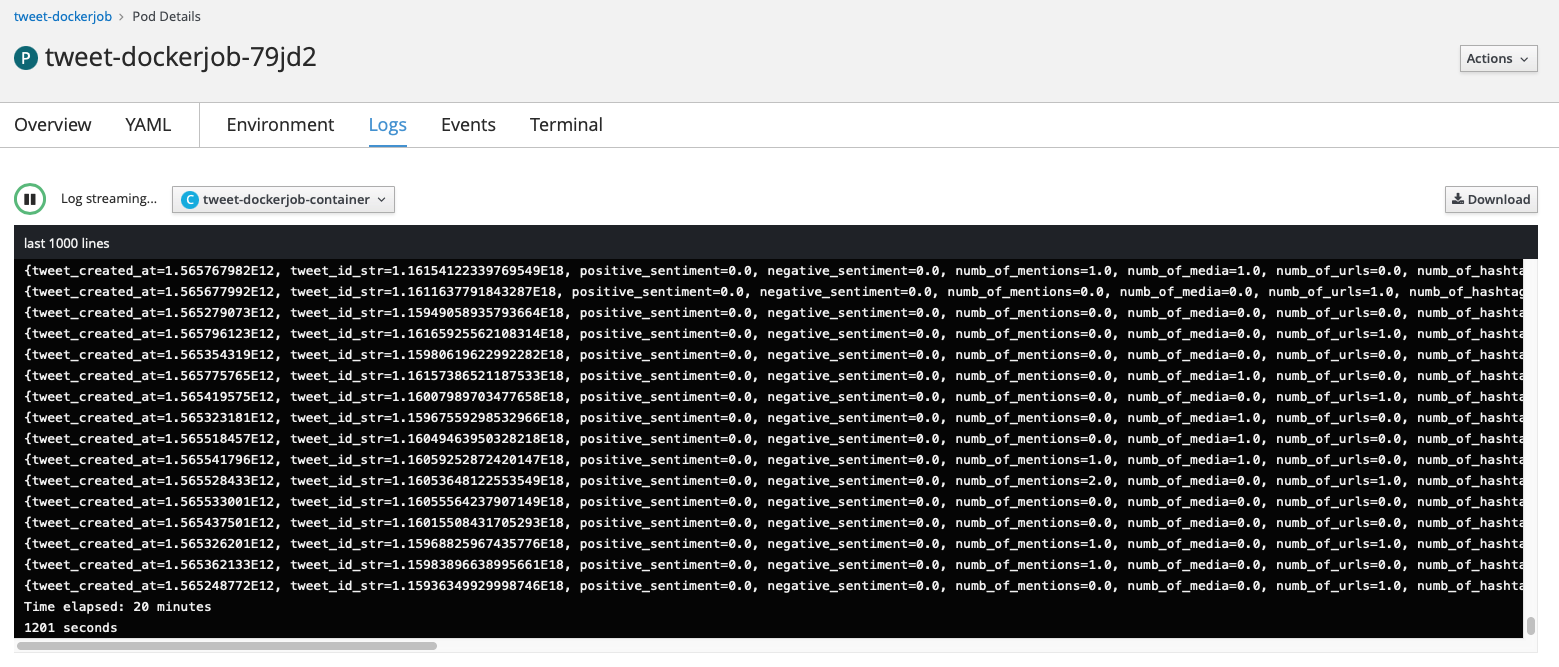 tweet-dockerjob > Pod Details
P tweet-dockerjob-79jd2
Actions
Overview YAML Environment Logs Events Terminal
Log streaming... C tweet-dockerjob-container Download
last 1000 lines
{tweet_created_at=1.565767982E12, tweet_id_str=1.16154122339769549E18, positive_sentiment=0.0, negative_sentiment=0.0, numb_of_mentions=1.0, numb_of_media=1.0, numb_of_urls=0.0, numb_of_hashta
{tweet_created_at=1.565677992E12, tweet_id_str=1.1611637791843287E18, positive_sentiment=0.0, negative_sentiment=0.0, numb_of_mentions=0.0, numb_of_media=0.0, numb_of_urls=1.0, numb_of_hashtag
{tweet_created_at=1.565279073E12, tweet_id_str=1.15949058935793664E18, positive_sentiment=0.0, negative_sentiment=0.0, numb_of_mentions=0.0, numb_of_media=0.0, numb_of_urls=0.0, numb_of_hashta
{tweet_created_at=1.565796123E12, tweet_id_str=1.16165925562108314E18, positive_sentiment=0.0, negative_sentiment=0.0, numb_of_mentions=0.0, numb_of_media=0.0, numb_of_urls=1.0, numb_of_hashta
{tweet_created_at=1.565354319E12, tweet_id_str=1.15980619622992282E18, positive_sentiment=0.0, negative_sentiment=0.0, numb_of_mentions=0.0, numb_of_media=0.0, numb_of_urls=0.0, numb_of_hashta
{tweet_created_at=1.565775765E12, tweet_id_str=1.16157386521187533E18, positive_sentiment=0.0, negative_sentiment=0.0, numb_of_mentions=0.0, numb_of_media=1.0, numb_of_urls=0.0, numb_of_hashta
{tweet_created_at=1.565419575E12, tweet_id_str=1.16007989703477658E18, positive_sentiment=0.0, negative_sentiment=0.0, numb_of_mentions=0.0, numb_of_media=0.0, numb_of_urls=1.0, numb_of_hashta
{tweet_created_at=1.565323181E12, tweet_id_str=1.15967559298532966E18, positive_sentiment=0.0, negative_sentiment=0.0, numb_of_mentions=0.0, numb_of_media=1.0, numb_of_urls=0.0, numb_of_hashta
{tweet_created_at=1.565518457E12, tweet_id_str=1.16049463950328218E18, positive_sentiment=0.0, negative_sentiment=0.0, numb_of_mentions=0.0, numb_of_media=1.0, numb_of_urls=0.0, numb_of_hashta
{tweet_created_at=1.565541796E12, tweet_id_str=1.16059252872420147E18, positive_sentiment=0.0, negative_sentiment=0.0, numb_of_mentions=1.0, numb_of_media=1.0, numb_of_urls=0.0, numb_of_hashta
{tweet_created_at=1.565528433E12, tweet_id_str=1.16053648122553549E18, positive_sentiment=0.0, negative_sentiment=0.0, numb_of_mentions=2.0, numb_of_media=0.0, numb_of_urls=1.0, numb_of_hashta
{tweet_created_at=1.565533001E12, tweet_id_str=1.16055564237907149E18, positive_sentiment=0.0, negative_sentiment=0.0, numb_of_mentions=0.0, numb_of_media=0.0, numb_of_urls=1.0, numb_of_hashta
{tweet_created_at=1.565437501E12, tweet_id_str=1.16015508431705293E18, positive_sentiment=0.0, negative_sentiment=0.0, numb_of_mentions=0.0, numb_of_media=0.0, numb_of_urls=0.0, numb_of_hashta
{tweet_created_at=1.565326201E12, tweet_id_str=1.15968825967435776E18, positive_sentiment=0.0, negative_sentiment=0.0, numb_of_mentions=1.0, numb_of_media=0.0, numb_of_urls=1.0, numb_of_hashta
{tweet_created_at=1.565362133E12, tweet_id_str=1.15983896638995661E18, positive_sentiment=0.0, negative_sentiment=0.0, numb_of_mentions=1.0, numb_of_media=0.0, numb_of_urls=0.0, numb_of_hashta
{tweet_created_at=1.565248772E12, tweet_id_str=1.15936349929998746E18, positive_sentiment=0.0, negative_sentiment=0.0, numb_of_mentions=0.0, numb_of_media=0.0, numb_of_urls=1.0, numb_of_hashta
Time elapsed: 20 minutes
1201 seconds